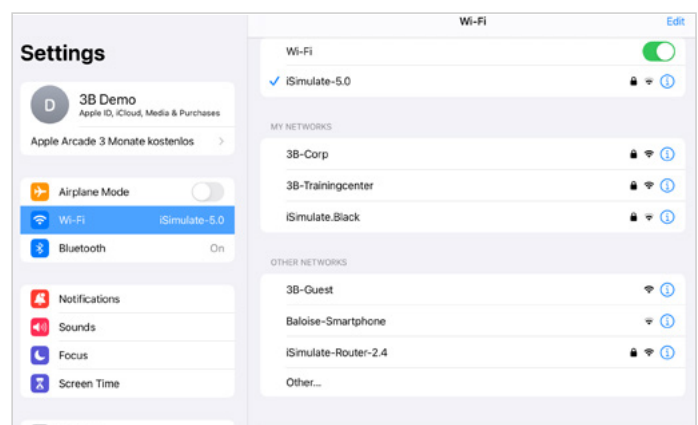 Wi-Fi
Edit
Settings
D
3B Demo
Apple ID, iCloud, Media & Purchases
Apple Arcade 3 Monate kostenlos
Airplane Mode
Wi-Fi
iSimulate-5.0
Bluetooth
On
Notifications
Sounds
Focus
Screen Time
Wi-Fi
iSimulate-5.0
MY NETWORKS
3B-Corp
3B-Trainingcenter
iSimulate.Black
OTHER NETWORKS
3B-Guest
Baloise-Smartphone
iSimulate-Router-2.4
Other...